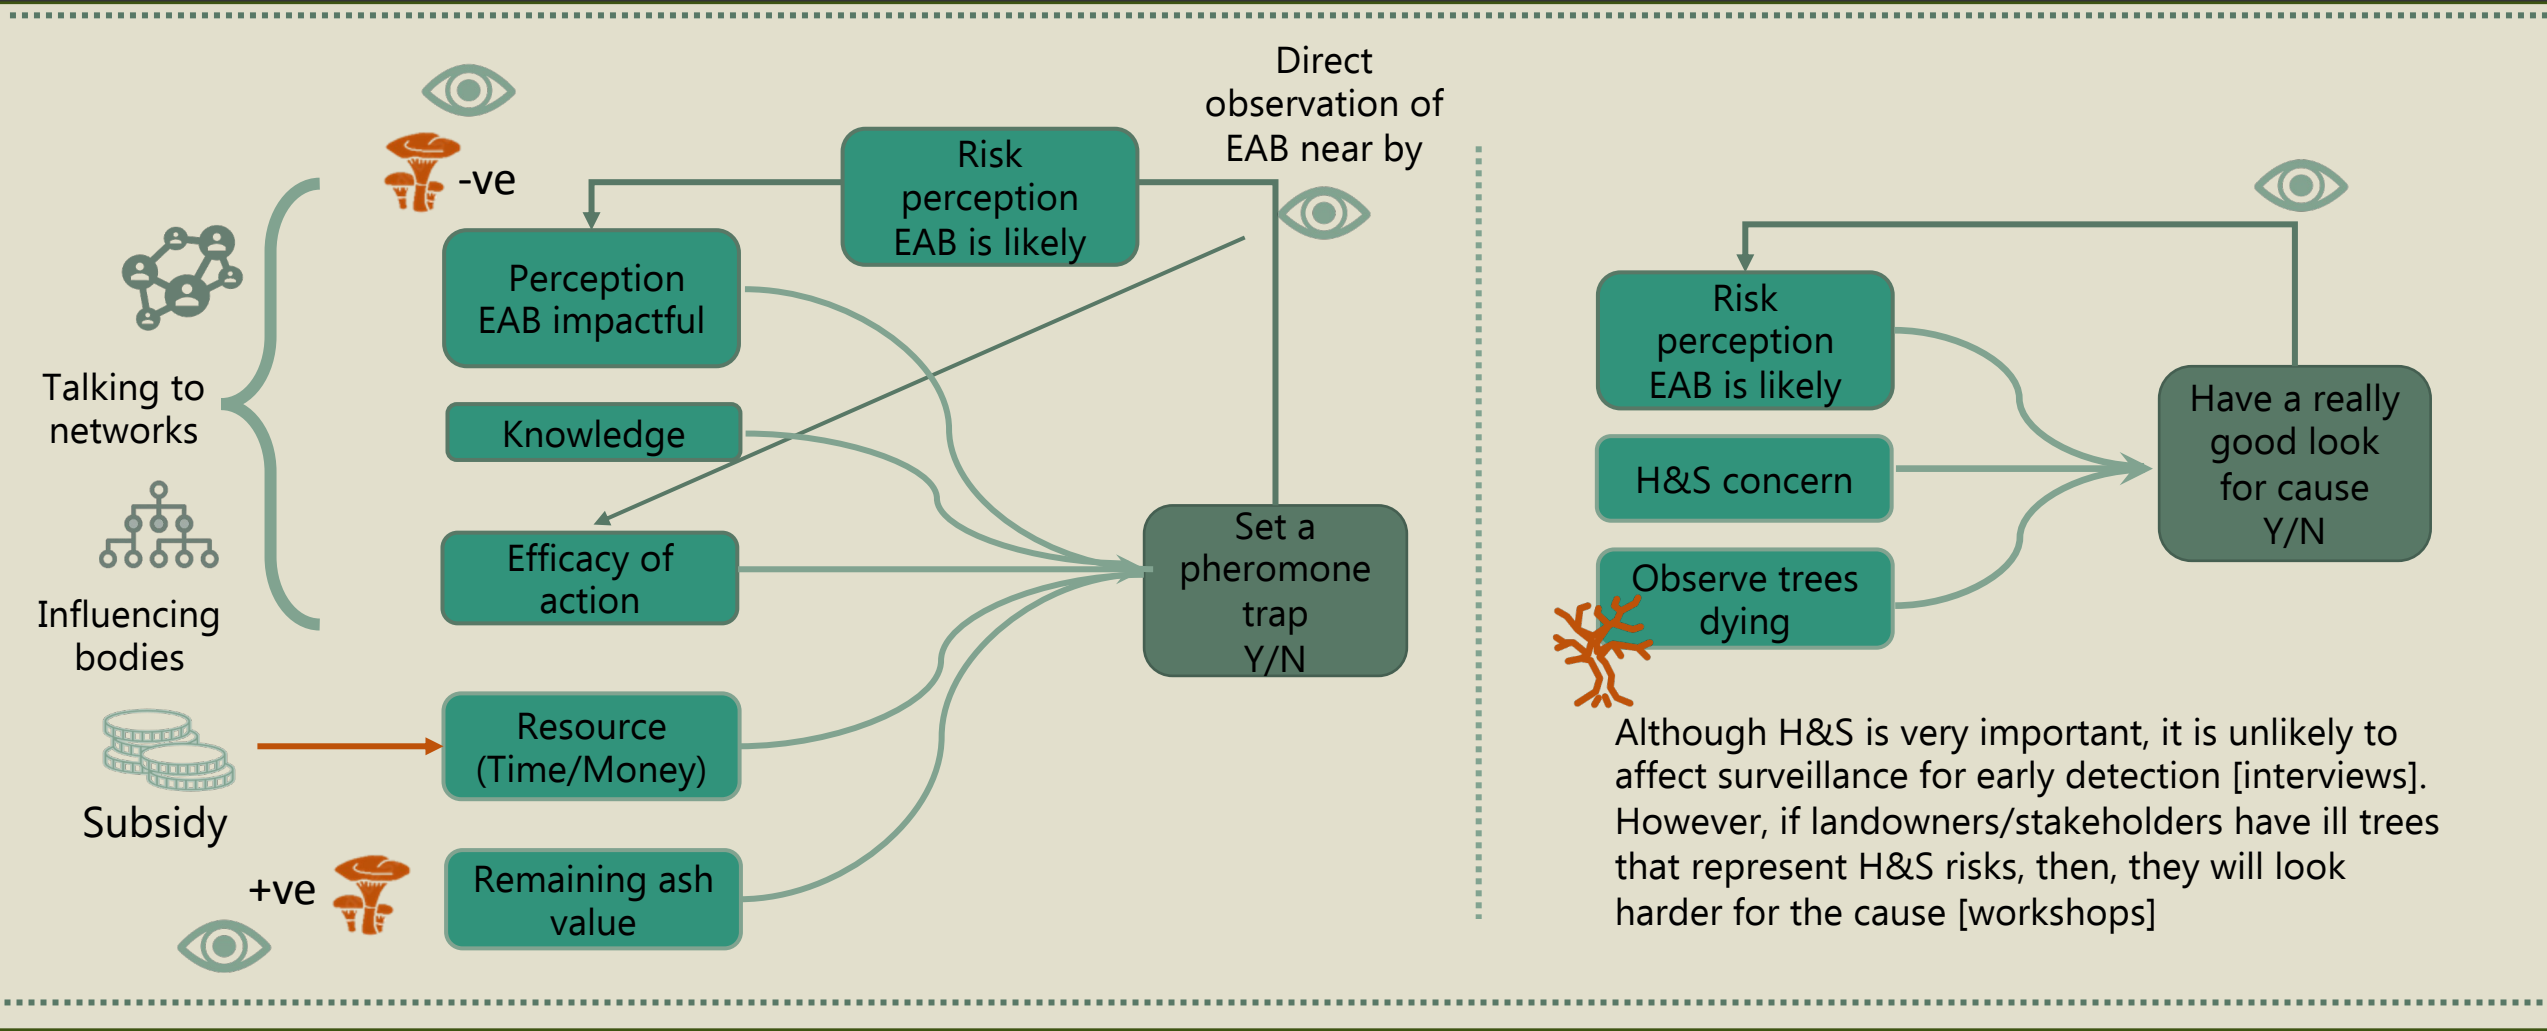 -ve
Talking to
networks
Influencing
bodies
Subsidy
+ve
Perception
EAB impactful
Knowledge
Efficacy of
action
Resource
(Time/Money)
Remaining ash
value
Risk
perception
EAB is likely
Direct
observation of
EAB near by
Set a
pheromone
trap
Y/N
Risk
perception
EAB is likely
H&S concern
Observe trees
dying
Have a really
good look
for cause
Y/N
Although H&S is very important, it is unlikely to
affect surveillance for early detection [interviews].
However, if landowners/stakeholders have ill trees
that represent H&S risks, then, they will look
harder for the cause [workshops]